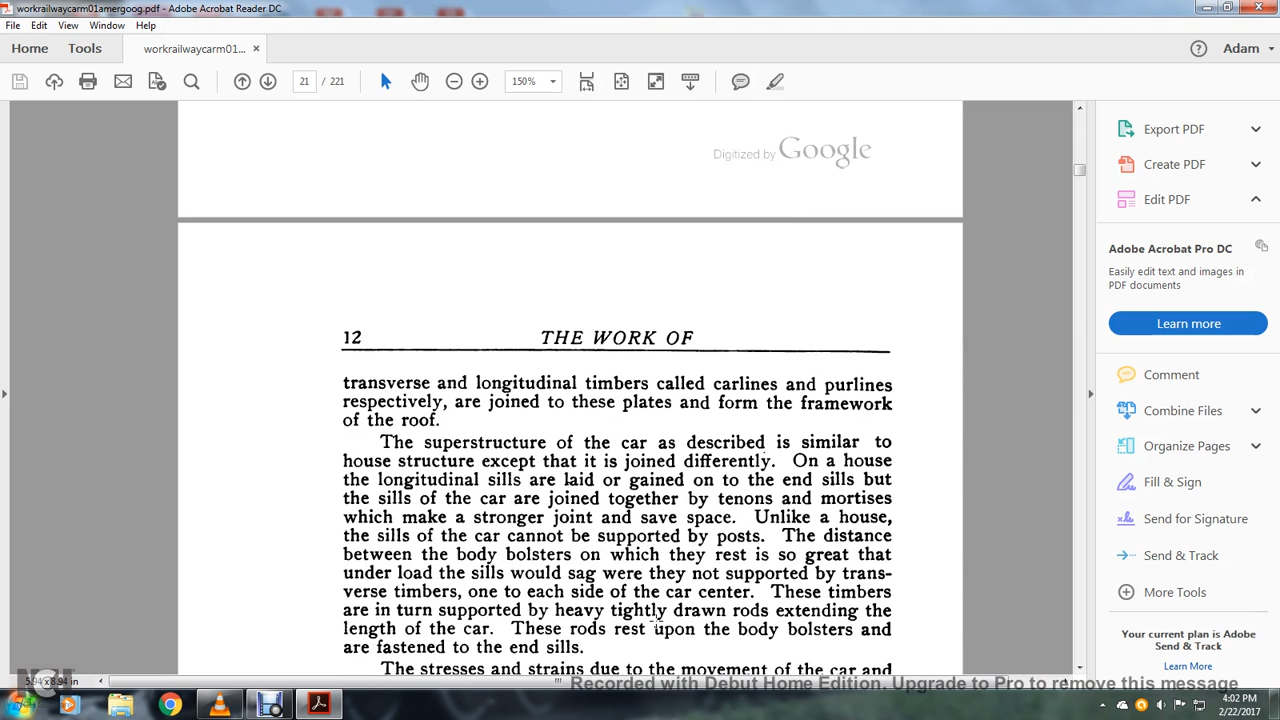 workrailwaycarm01amergoog.pdf - Adobe Acrobat Reader DC
File Edit View Window Help
Home Tools workrailwaycarm01... × Adam
21 / 221 150%
Digitized by Google
Export PDF
Create PDF
Edit PDF
Adobe Acrobat Pro DC
Easily edit text and images in
PDF documents
Learn more
Comment
Combine Files
Organize Pages
Fill & Sign
Send for Signature
Send & Track
More Tools
Your current plan is Adobe
Send & Track
Learn More
12 THE WORK OF
transverse and longitudinal timbers called carlines and purlines
respectively, are joined to these plates and form the framework
of the roof.
The superstructure of the car as described is similar to
house structure except that it is joined differently. On a house
the longitudinal sills are laid or gained on to the end sills but
the sills of the car are joined together by tenons and mortises
which make a stronger joint and save space. Unlike a house,
the sills of the car cannot be supported by posts. The distance
between the body bolsters on which they rest is so great that
under load the sills would sag were they not supported by trans-
verse timbers, one to each side of the car center. These timbers
are in turn supported by heavy tightly drawn rods extending the
length of the car. These rods rest upon the body bolsters and
are fastened to the end sills.
The stresses and strains due to the movement of the car and
5.94 x 8.94 in
Recorded with Debut Home Edition. Upgrade to Pro to remove this message
4:02 PM
2/22/2017